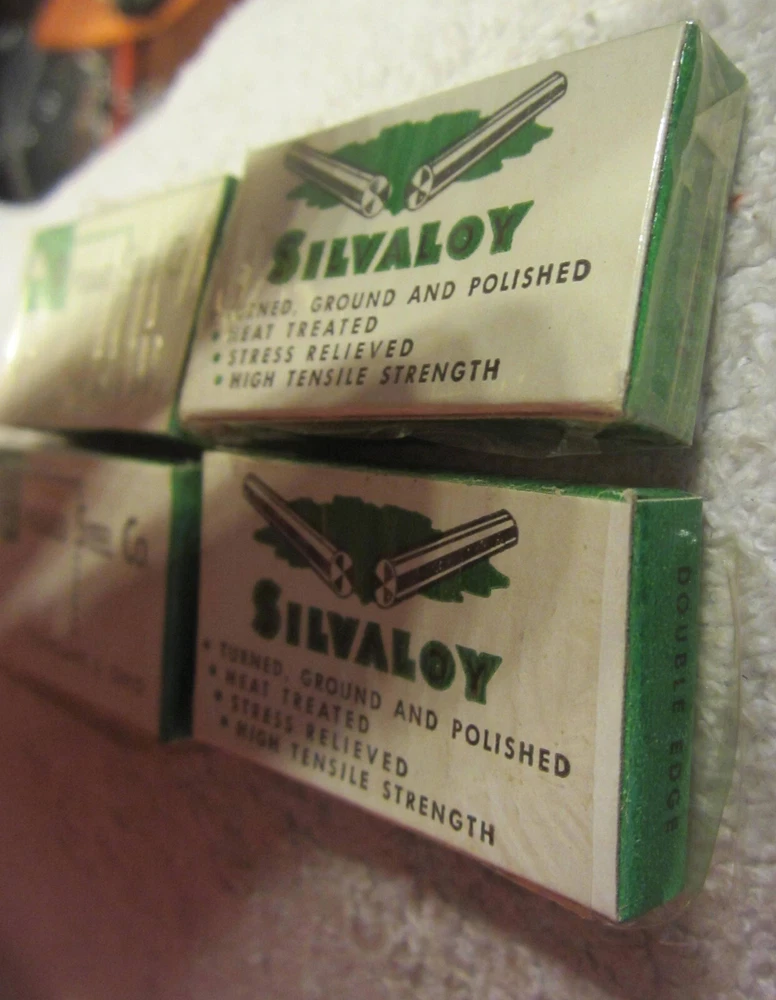 SILVALOY
TURNED, GROUND AND POLISHED
• HEAT TREATED
• STRESS RELIEVED
• HIGH TENSILE STRENGTH
SILVALOY
• TURNED, GROUND AND POLISHED
• HEAT TREATED
• STRESS RELIEVED
• HIGH TENSILE STRENGTH
DOUBLE EDGE
Co